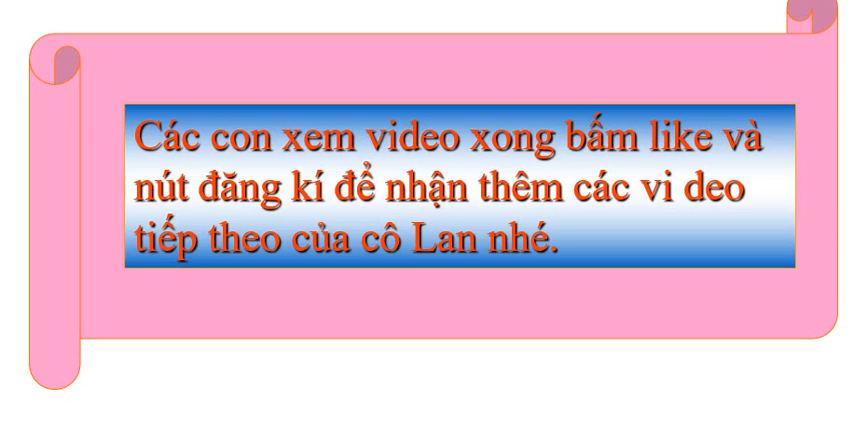 Các con xem video xong bấm like và
nút đăng kí để nhận thêm các vi deo
tiếp theo của cô Lan nhé.